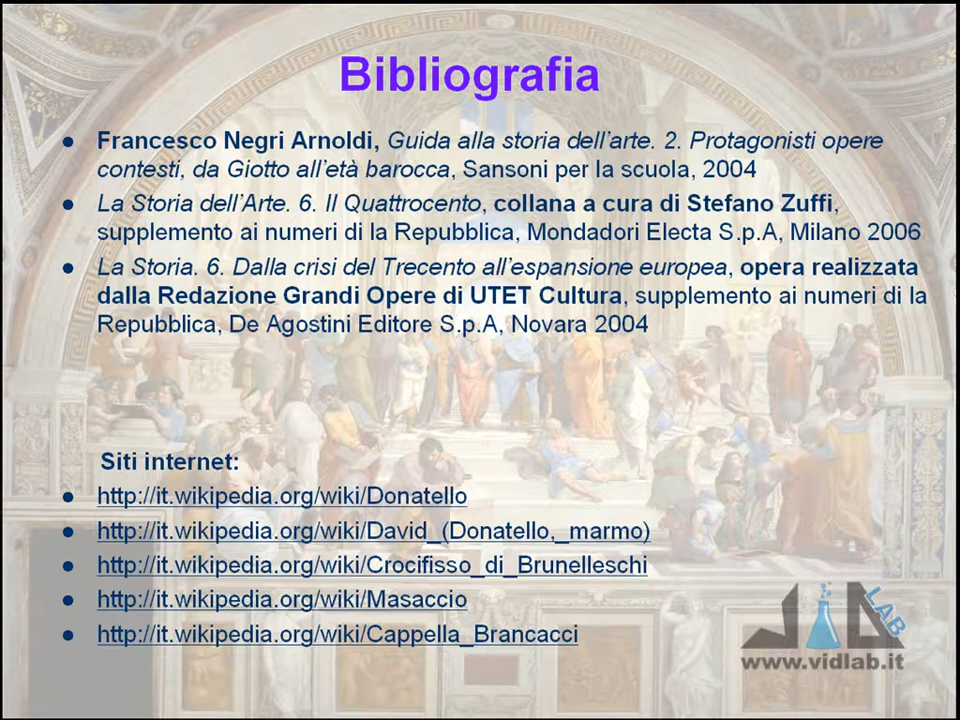 Bibliografia
● Francesco Negri Arnoldi, Guida alla storia dell'arte. 2. Protagonisti opere
contesti, da Giotto all'età barocca, Sansoni per la scuola, 2004
● La Storia dell'Arte. 6. Il Quattrocento, collana a cura di Stefano Zuffi,
supplemento ai numeri di la Repubblica, Mondadori Electa S.p.A, Milano 2006
● La Storia. 6. Dalla crisi del Trecento all'espansione europea, opera realizzata
dalla Redazione Grandi Opere di UTET Cultura, supplemento ai numeri di la
Repubblica, De Agostini Editore S.p.A, Novara 2004
Siti internet:
● http://it.wikipedia.org/wiki/Donatello
● http://it.wikipedia.org/wiki/David_(Donatello,_marmo)
● http://it.wikipedia.org/wiki/Crocifisso_di_Brunelleschi
● http://it.wikipedia.org/wiki/Masaccio
● http://it.wikipedia.org/wiki/Cappella_Brancacci
VID LAB
www.vidlab.it